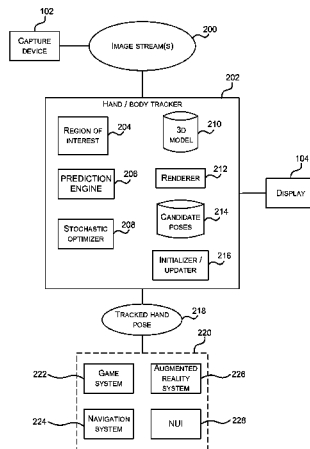 102
CAPTURE
DEVICE
200
IMAGE STREAM(S)
202
HAND / BODY TRACKER
REGION OF
INTEREST
204
3D
MODEL
210
PREDICTION
ENGINE
206
RENDERER
212
STOCHASTIC
OPTIMIZER
208
CANDIDATE
POSES
214
INITIALIZER /
UPDATER
216
104
DISPLAY
TRACKED HAND
POSE
218
220
222
GAME
SYSTEM
AUGMENTED
REALITY SYSTEM
226
224
NAVIGATION
SYSTEM
NUI
228